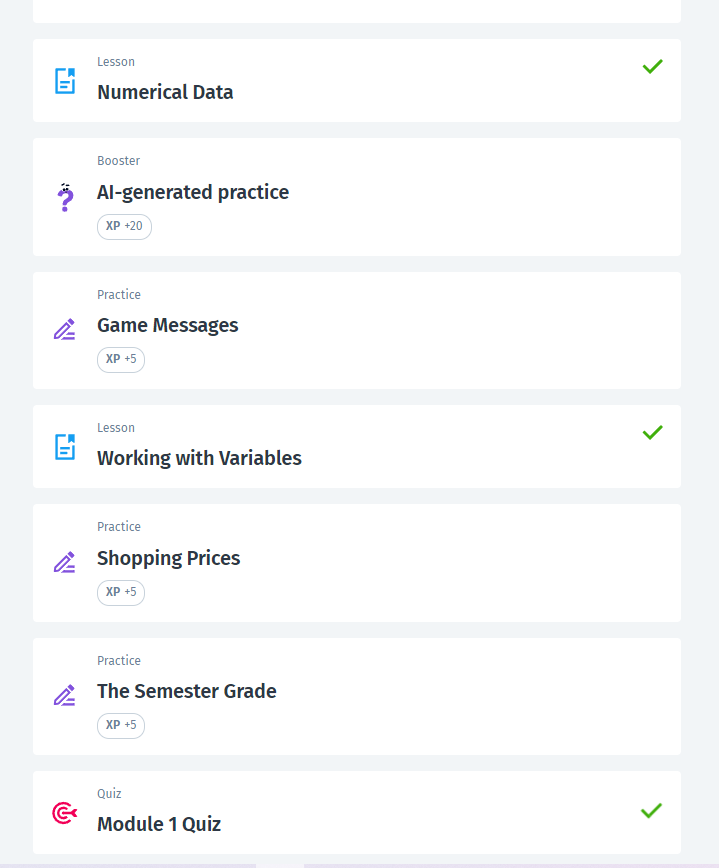 Lesson
Numerical Data
Booster
AI-generated practice
XP +20
Practice
Game Messages
XP +5
Lesson
Working with Variables
Practice
Shopping Prices
XP +5
Practice
The Semester Grade
XP +5
Quiz
Module 1 Quiz